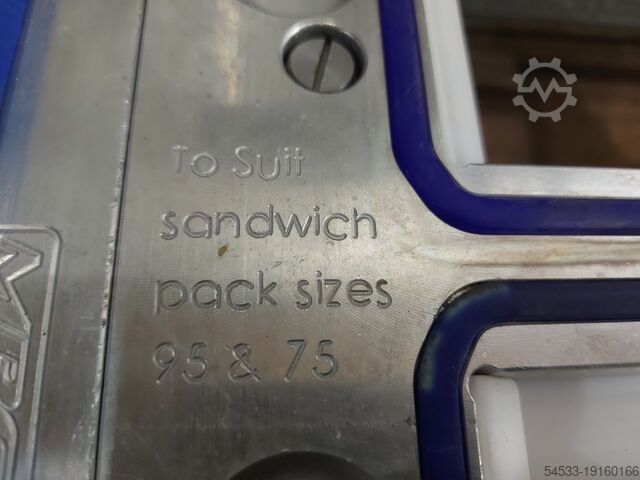 To Suit
sandwich
pack sizes
95 & 75
54533-19160166